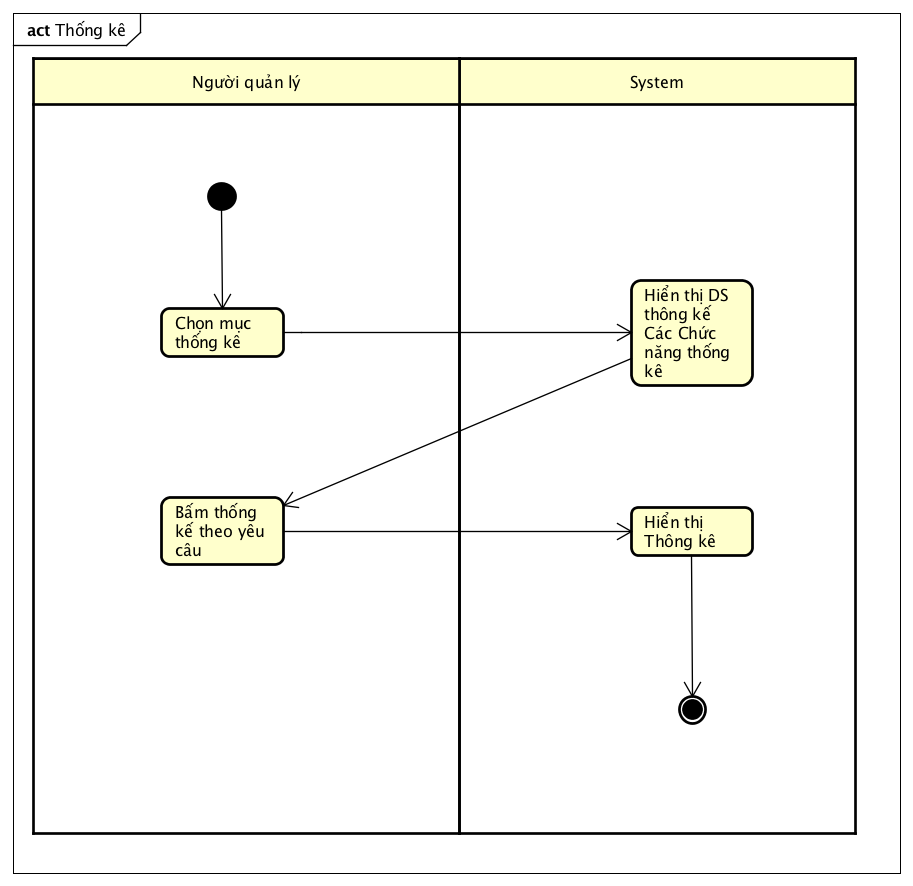 act Thống kê
Người quản lý
System
Chọn mục
thống kê
Hiển thị DS
thông kế
Các Chức
năng thống
kê
Bấm thống
kế theo yêu
câu
Hiển thị
Thông kê